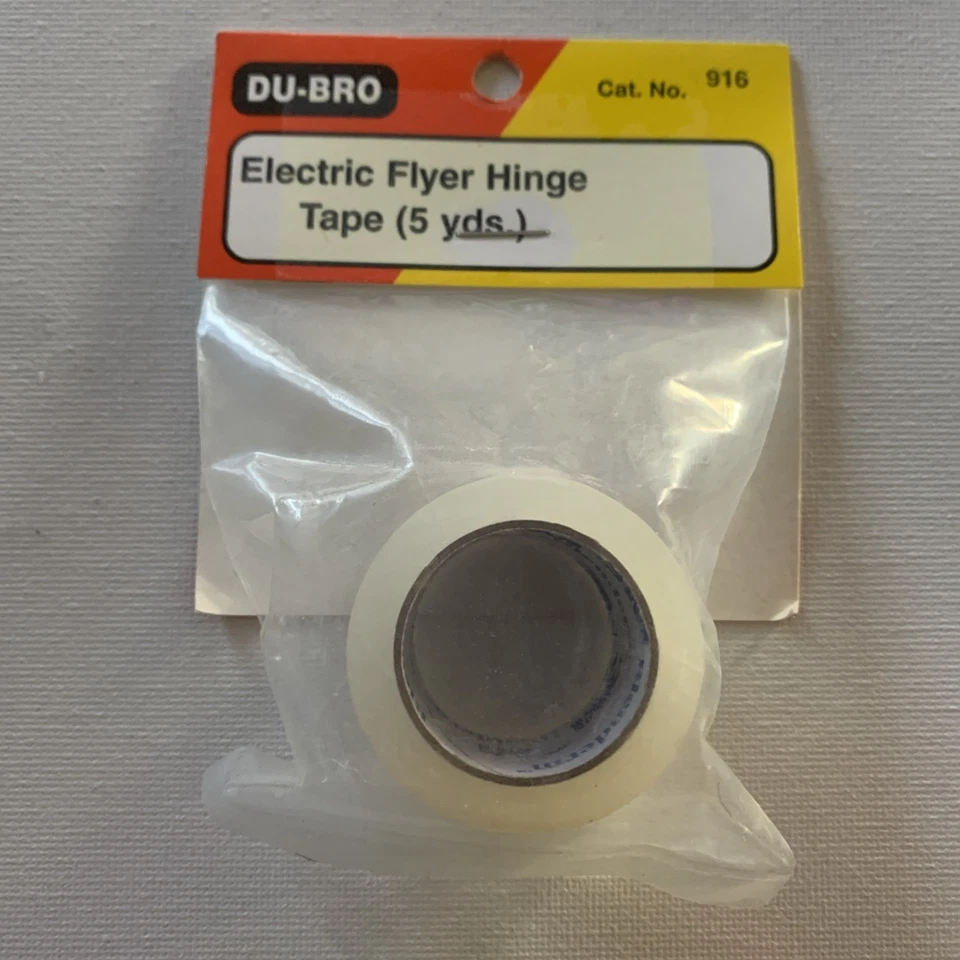 DU-BRO
Cat. No. 916
Electric Flyer Hinge
Tape (5 yds.)